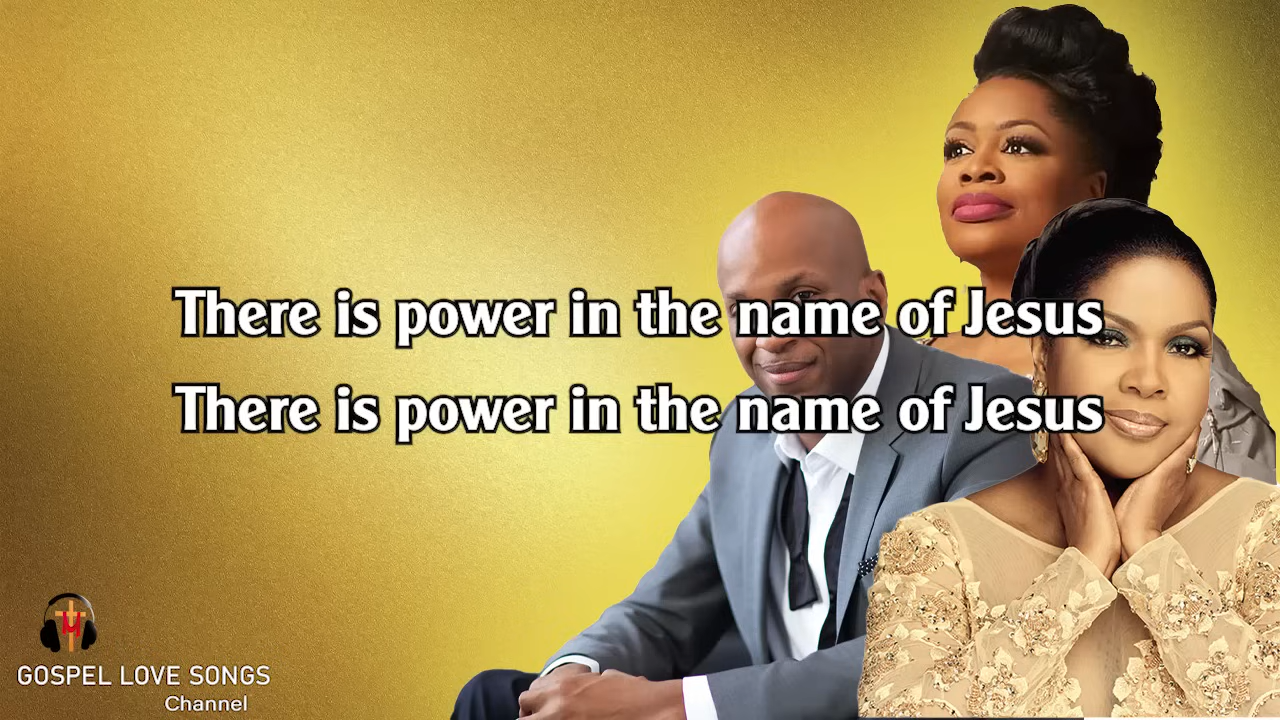 There is power in the name of Jesus
There is power in the name of Jesus
GOSPEL LOVE SONGS
Channel